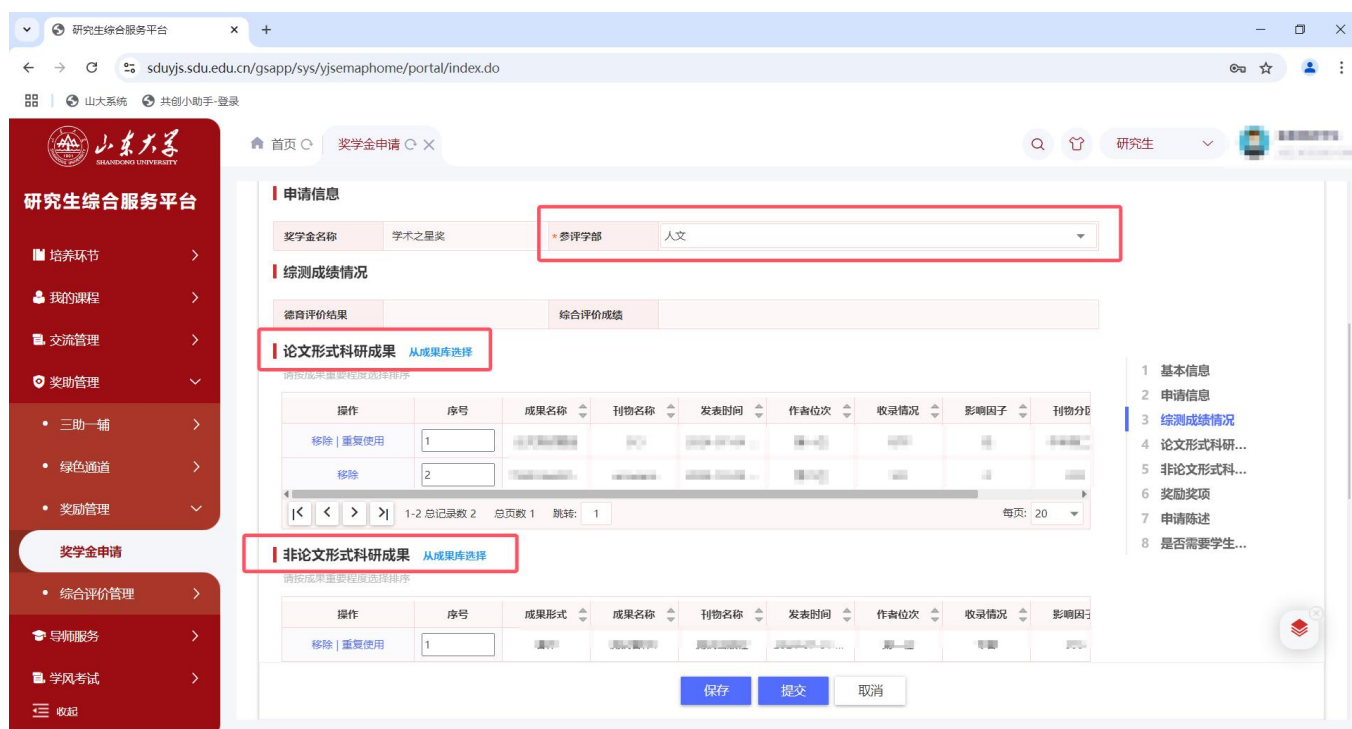 研究生综合服务平台
sduyjs.sdu.edu.cn/gsapp/sys/yjsemaphome/portal/index.do
山大系统 共创小助手-登录
山东大学
SHANDONG UNIVERSITY
首页 奖学金申请 研究生
研究生综合服务平台
培养环节
我的课程
交流管理
奖助管理
• 三助一辅
• 绿色通道
• 奖励管理
奖学金申请
• 综合评价管理
导师服务
学风考试
收起
申请信息
奖学金名称 学术之星奖 * 参评学部 人文
综测成绩情况
德育评价结果 综合评价成绩
论文形式科研成果 从成果库选择
请按成果重要程度选择排序
操作 序号 成果名称 刊物名称 发表时间 作者位次 收录情况 影响因子 刊物分区
移除 | 重复使用 1
移除 2
1-2 总记录数 2 总页数 1 跳转: 1 每页: 20
非论文形式科研成果 从成果库选择
请按成果重要程度选择排序
操作 序号 成果形式 成果名称 刊物名称 发表时间 作者位次 收录情况 影响因子
移除 | 重复使用 1
保存 提交 取消
1 基本信息
2 申请信息
3 综测成绩情况
4 论文形式科研...
5 非论文形式科...
6 奖励奖项
7 申请陈述
8 是否需要学生...